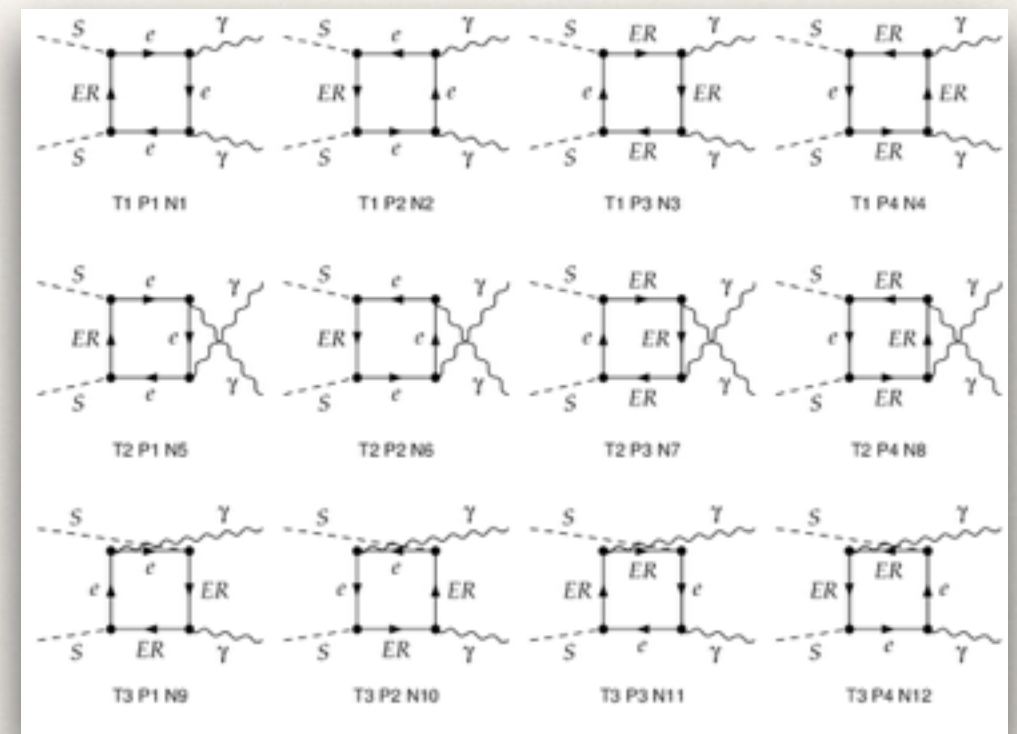 S e γ S e γ S ER γ S ER γ
ER e ER e e ER e ER
S e γ S e γ S ER γ S ER γ
T1 P1 N1 T1 P2 N2 T1 P3 N3 T1 P4 N4
S e γ S e γ S ER γ S ER γ
ER e ER e e ER e ER
S e γ S e γ S ER γ S ER γ
T2 P1 N5 T2 P2 N6 T2 P3 N7 T2 P4 N8
S γ S γ S γ S γ
e e ER e e ER ER ER e ER ER e
S ER γ S ER γ S e γ S e γ
T3 P1 N9 T3 P2 N10 T3 P3 N11 T3 P4 N12